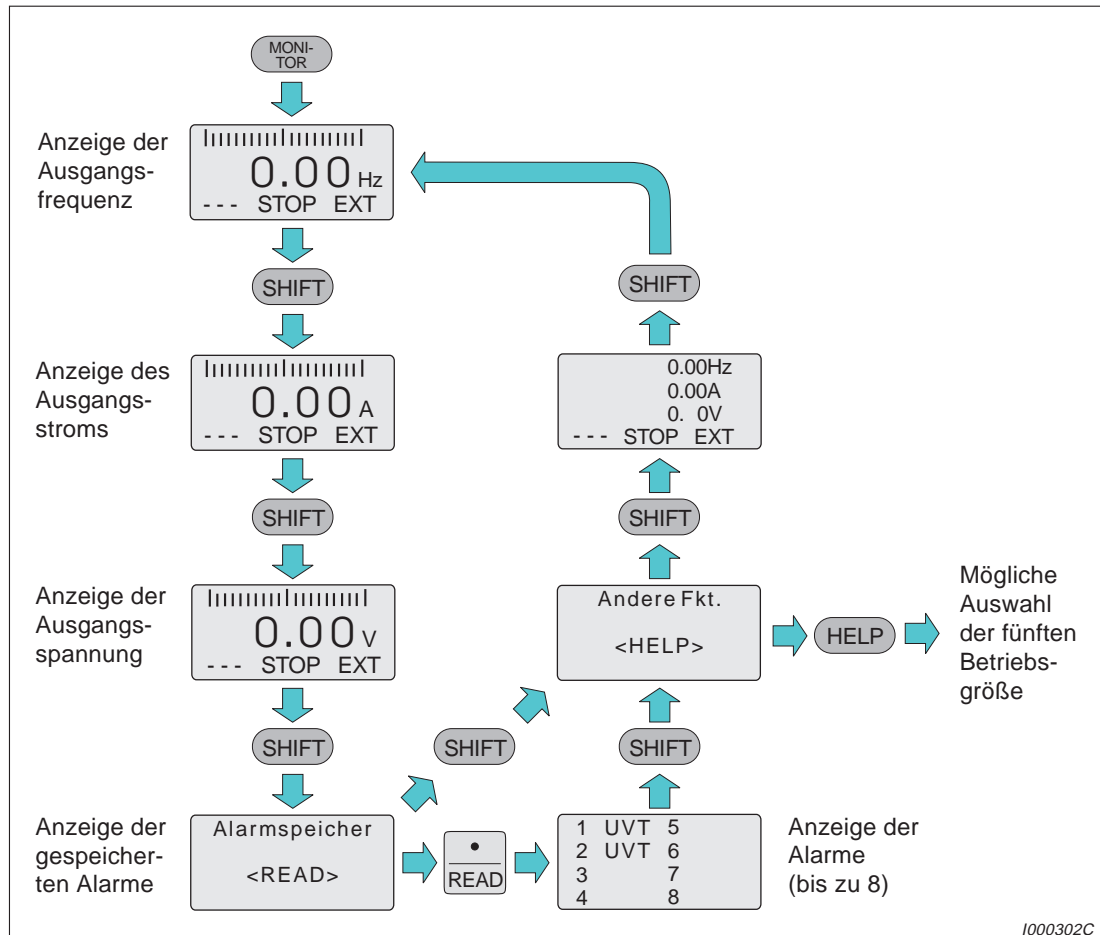 MONI-
TOR
Anzeige der
Ausgangs-
frequenz
0.00 Hz
- - - STOP EXT
SHIFT
Anzeige des
Ausgangs-
stroms
0.00 A
- - - STOP EXT
SHIFT
Anzeige der
Ausgangs-
spannung
0.00 V
- - - STOP EXT
SHIFT
Anzeige der
gespeicher-
ten Alarme
Alarmspeicher
<READ>
SHIFT
•
READ
1 UVT 5
2 UVT 6
3 7
4 8
Anzeige der
Alarme
(bis zu 8)
SHIFT
Andere Fkt.
<HELP>
HELP
Mögliche
Auswahl
der fünften
Betriebs-
größe
SHIFT
0.00Hz
0.00A
0. 0V
- - - STOP EXT
SHIFT
I000302C